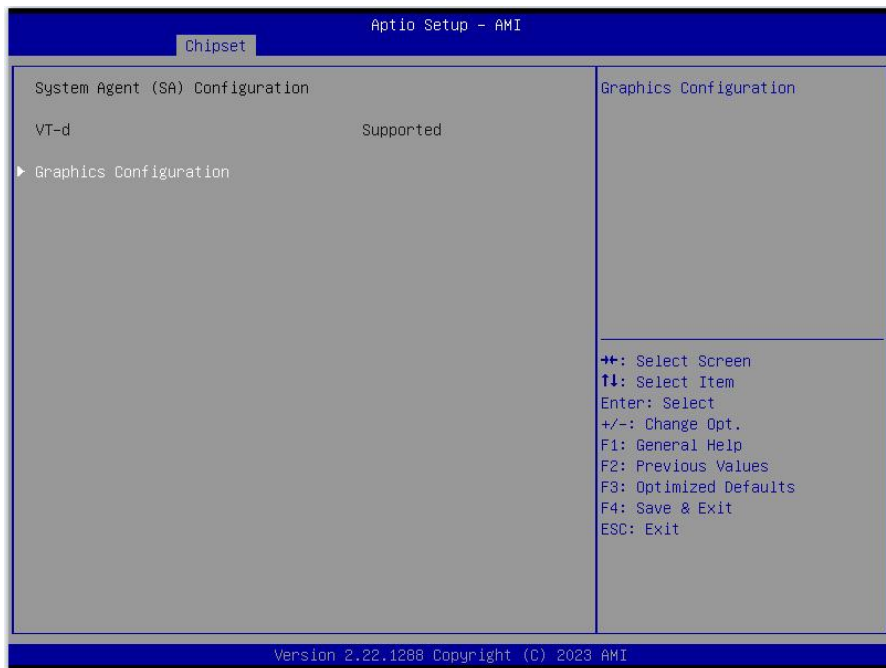 Aptio Setup – AMI
Chipset
System Agent (SA) Configuration
VT-d Supported
Graphics Configuration
Graphics Configuration
→←: Select Screen
↑↓: Select Item
Enter: Select
+/-: Change Opt.
F1: General Help
F2: Previous Values
F3: Optimized Defaults
F4: Save & Exit
ESC: Exit
Version 2.22.1288 Copyright (C) 2023 AMI